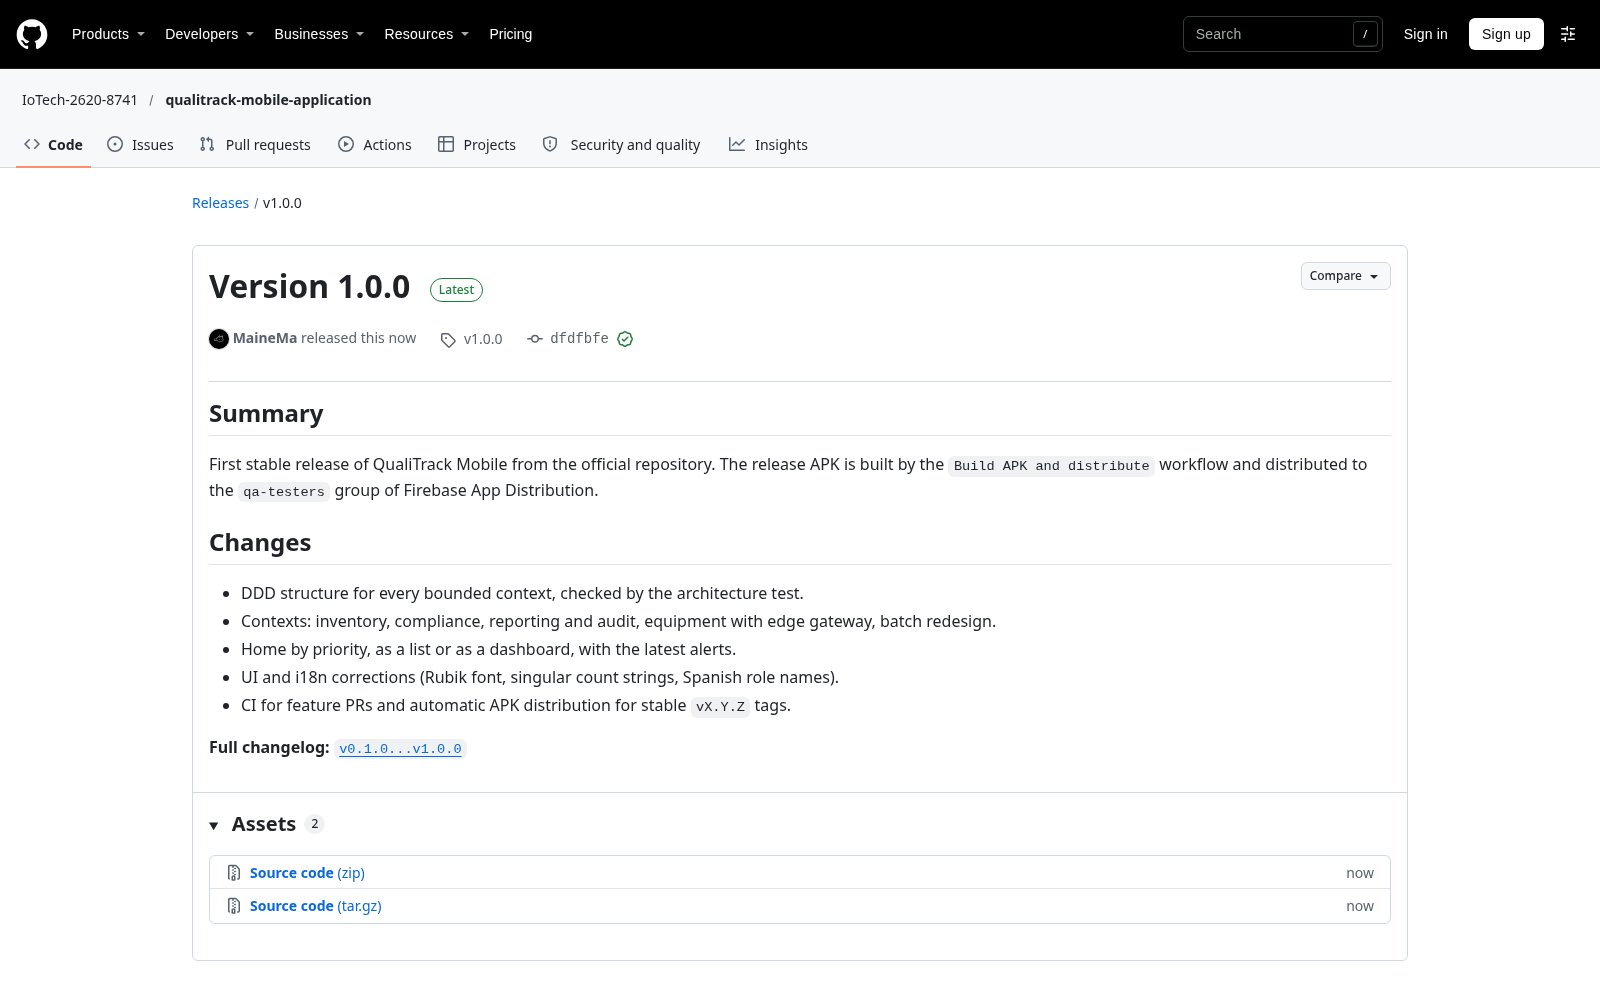 Products Developers Businesses Resources Pricing Search / Sign in Sign up
IoTech-2620-8741 / qualitrack-mobile-application
Code Issues Pull requests Actions Projects Security and quality Insights
Releases / v1.0.0
Version 1.0.0 Latest Compare
MaineMa released this now v1.0.0 dfdfbfe
Summary
First stable release of QualiTrack Mobile from the official repository. The release APK is built by the Build APK and distribute workflow and distributed to
the qa-testers group of Firebase App Distribution.
Changes
• DDD structure for every bounded context, checked by the architecture test.
• Contexts: inventory, compliance, reporting and audit, equipment with edge gateway, batch redesign.
• Home by priority, as a list or as a dashboard, with the latest alerts.
• UI and i18n corrections (Rubik font, singular count strings, Spanish role names).
• CI for feature PRs and automatic APK distribution for stable vX.Y.Z tags.
Full changelog: v0.1.0...v1.0.0
Assets 2
Source code (zip) now
Source code (tar.gz) now